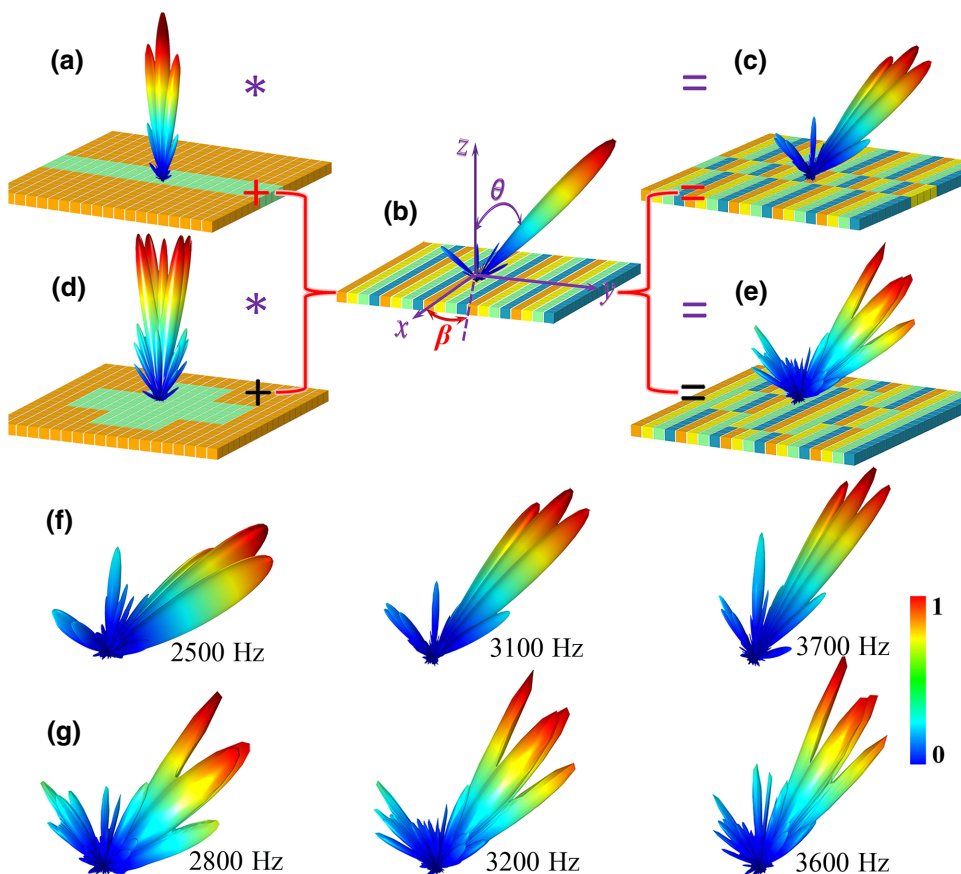 (a)
*
=
(c)
+
=
z
θ
(b)
x
y
β
(d)
*
=
(e)
+
=
(f)
2500 Hz
3100 Hz
3700 Hz
1
0
(g)
2800 Hz
3200 Hz
3600 Hz